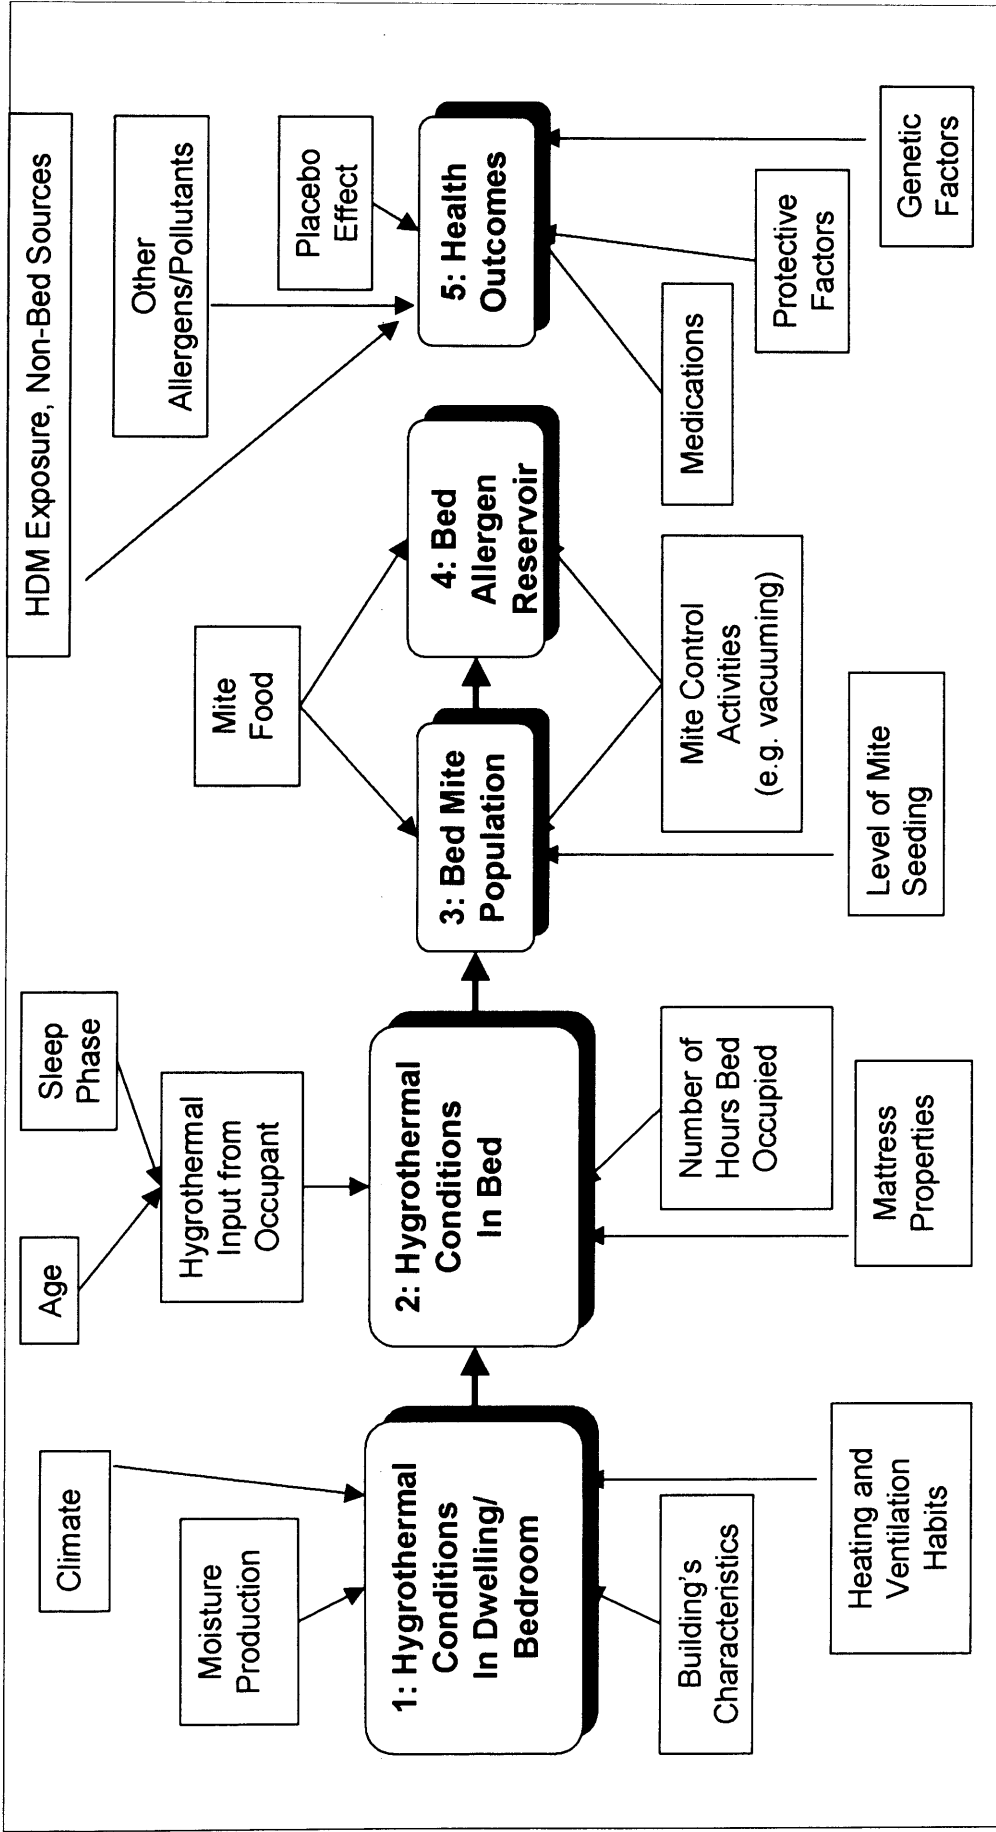 HDM Exposure, Non-Bed Sources
Climate
Moisture
Production
1: Hygrothermal
Conditions
In Dwelling/
Bedroom
Building's
Characteristics
Heating and
Ventilation
Habits
Age
Sleep
Phase
Hygrothermal
Input from
Occupant
2: Hygrothermal
Conditions
In Bed
Number of
Hours Bed
Occupied
Mattress
Properties
Mite
Food
3: Bed Mite
Population
Level of Mite
Seeding
4: Bed
Allergen
Reservoir
Mite Control
Activities
(e.g. vacuuming)
Other
Allergens/Pollutants
Placebo
Effect
5: Health
Outcomes
Medications
Protective
Factors
Genetic
Factors